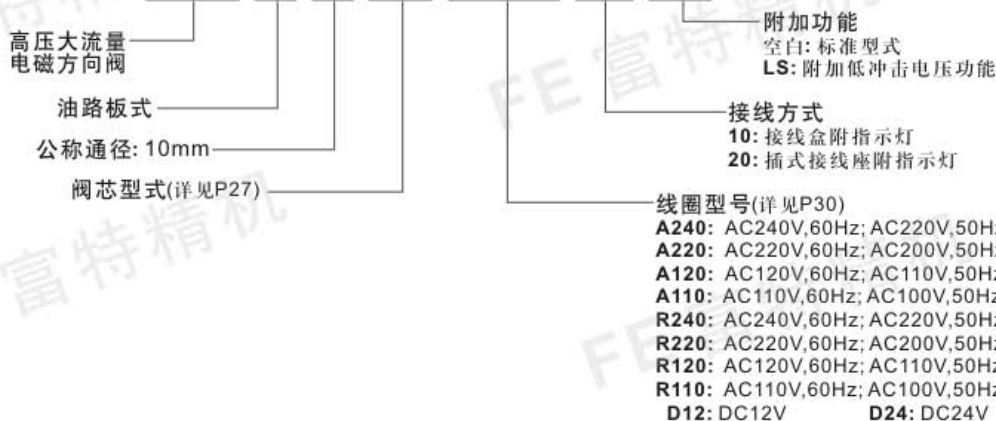 高压大流量
电磁方向阀
油路板式
公称通径: 10mm
阀芯型式(详见P27)
附加功能
空白: 标准型式
LS: 附加低冲击电压功能
接线方式
10: 接线盒附指示灯
20: 插式接线座附指示灯
线圈型号(详见P30)
A240: AC240V,60Hz; AC220V,50Hz
A220: AC220V,60Hz; AC200V,50Hz
A120: AC120V,60Hz; AC110V,50Hz
A110: AC110V,60Hz; AC100V,50Hz
R240: AC240V,60Hz; AC220V,50Hz
R220: AC220V,60Hz; AC200V,50Hz
R120: AC120V,60Hz; AC110V,50Hz
R110: AC110V,60Hz; AC100V,50Hz
D12: DC12V D24: DC24V
FE 富特
富特精机
FE